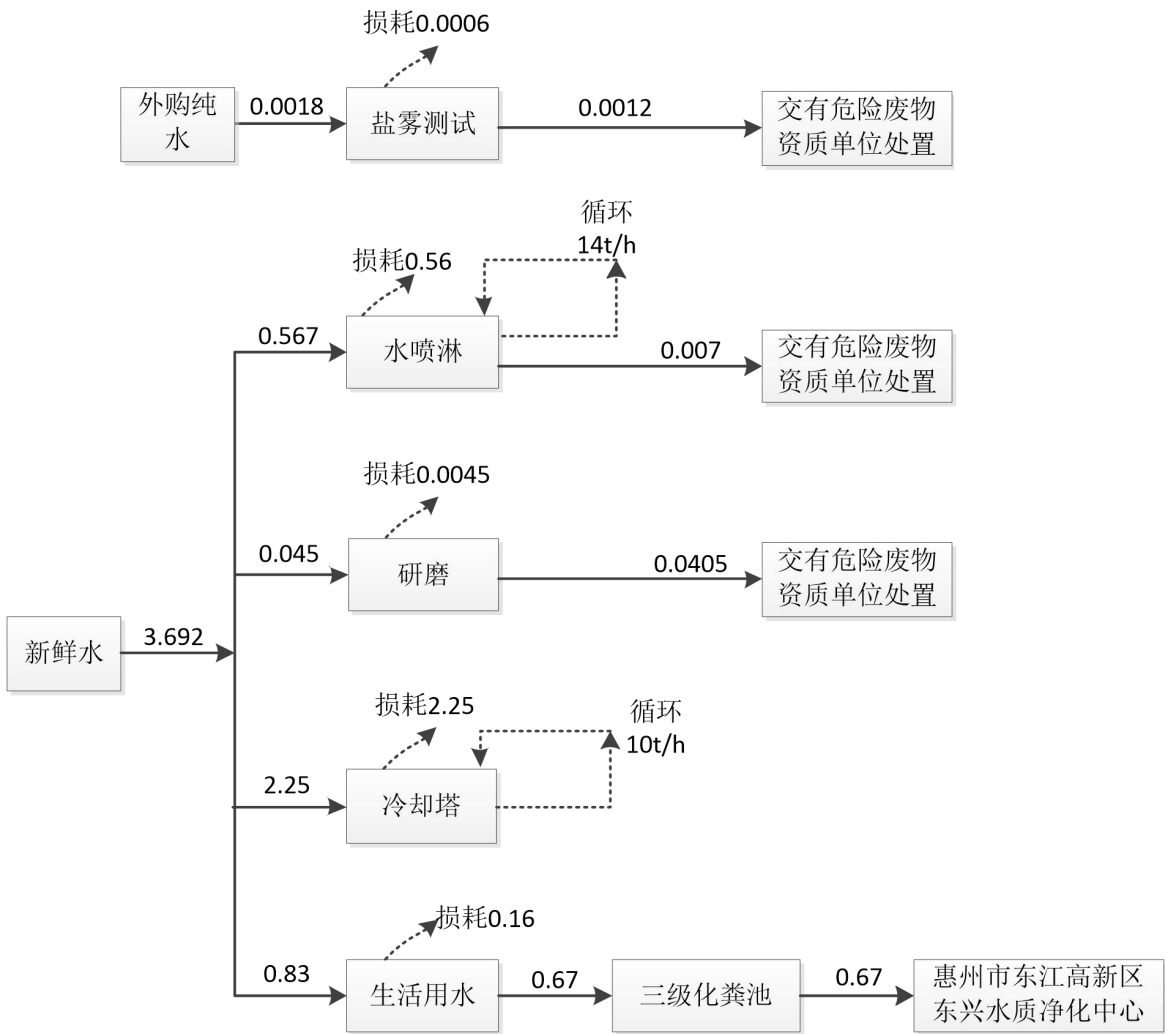 损耗0.0006
外购纯
水
0.0018
盐雾测试
0.0012
交有危险废物
资质单位处置
循环
14t/h
损耗0.56
0.567
水喷淋
0.007
交有危险废物
资质单位处置
损耗0.0045
0.045
研磨
0.0405
交有危险废物
资质单位处置
新鲜水
3.692
损耗2.25
循环
10t/h
2.25
冷却塔
损耗0.16
0.83
生活用水
0.67
三级化粪池
0.67
惠州市东江高新区
东兴水质净化中心